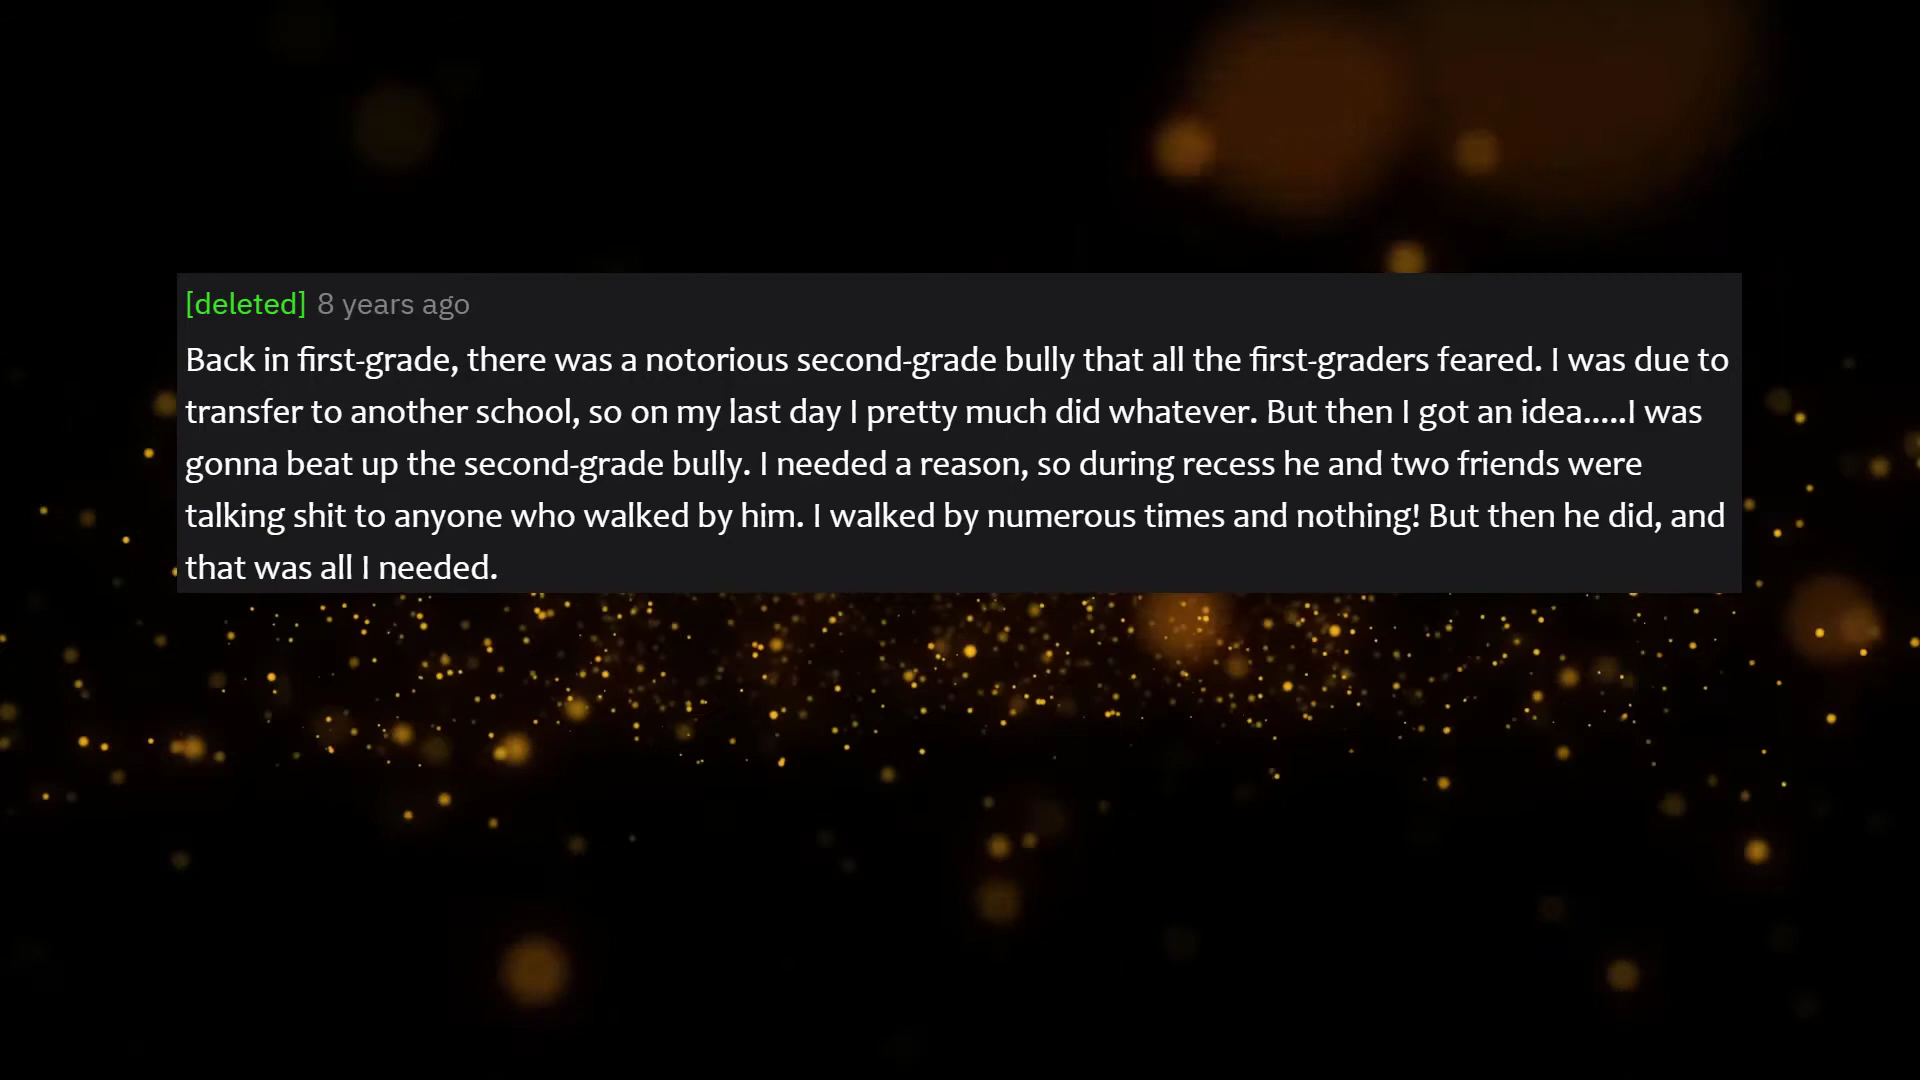 [deleted] 8 years ago
Back in first-grade, there was a notorious second-grade bully that all the first-graders feared. I was due to
transfer to another school, so on my last day I pretty much did whatever. But then I got an idea.....I was
gonna beat up the second-grade bully. I needed a reason, so during recess he and two friends were
talking shit to anyone who walked by him. I walked by numerous times and nothing! But then he did, and
that was all I needed.